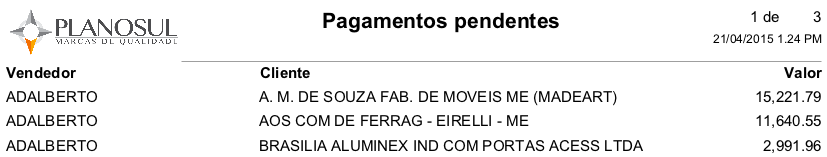 PLANOSUL
MARCAS DE QUALIDADE
Pagamentos pendentes
1 de 3
21/04/2015 1.24 PM
Vendedor Cliente Valor
ADALBERTO A. M. DE SOUZA FAB. DE MOVEIS ME (MADEART) 15,221.79
ADALBERTO AOS COM DE FERRAG - EIRELLI - ME 11,640.55
ADALBERTO BRASILIA ALUMINEX IND COM PORTAS ACESS LTDA 2,991.96